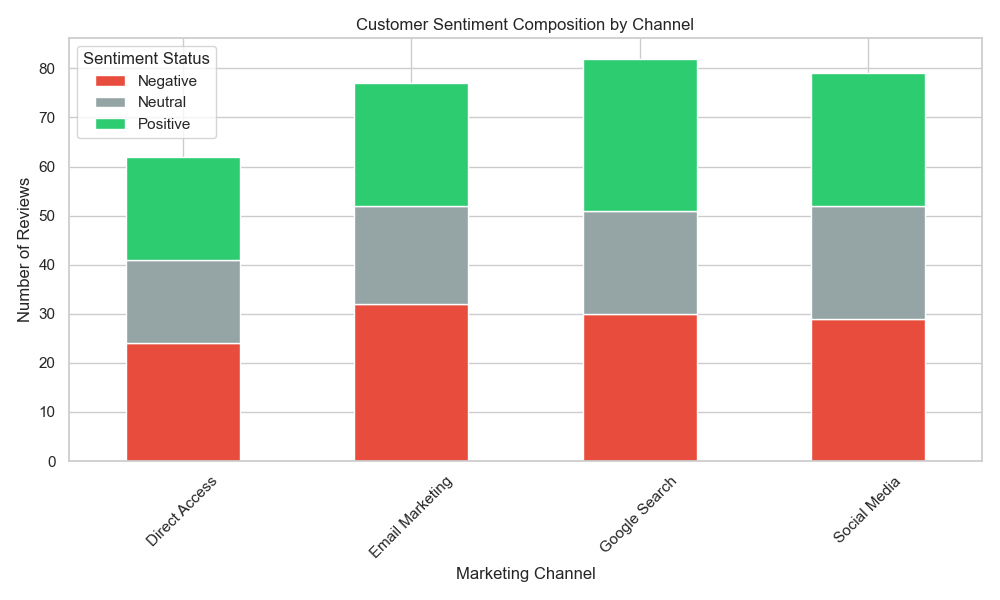 Customer Sentiment Composition by Channel
Sentiment Status
Negative
Neutral
Positive
Number of Reviews
80
70
60
50
40
30
20
10
0
Direct Access
Email Marketing
Google Search
Social Media
Marketing Channel